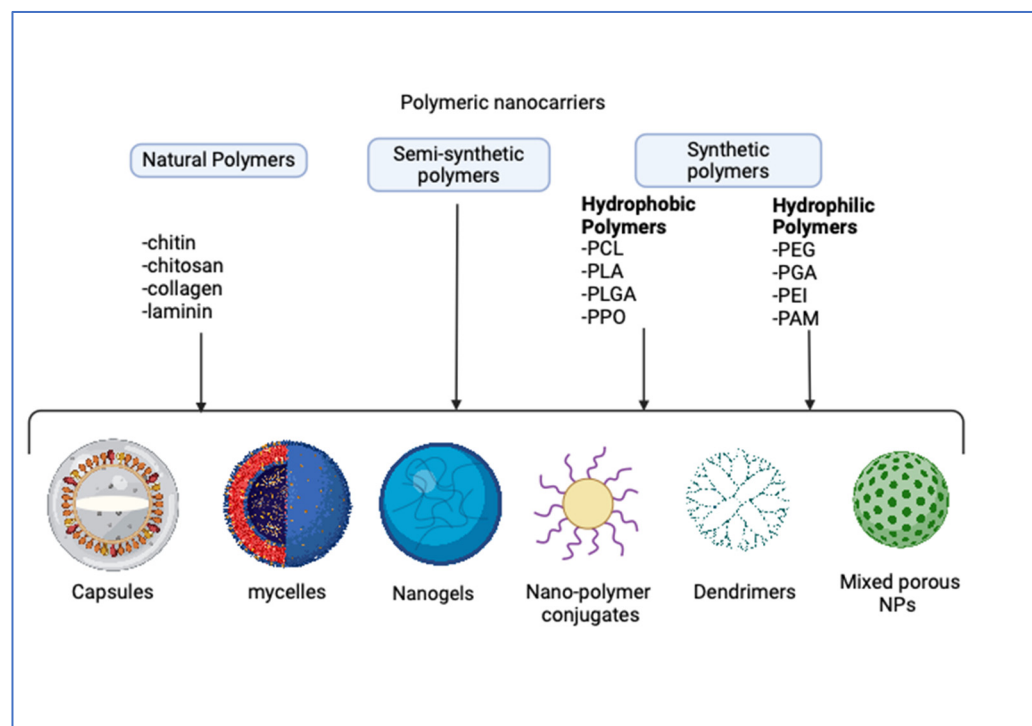 Polymeric nanocarriers
Natural Polymers
Semi-synthetic
polymers
Synthetic
polymers
-chitin
-chitosan
-collagen
-laminin
Hydrophobic
Polymers
-PCL
-PLA
-PLGA
-PPO
Hydrophilic
Polymers
-PEG
-PGA
-PEI
-PAM
Capsules
mycelles
Nanogels
Nano-polymer
conjugates
Dendrimers
Mixed porous
NPs